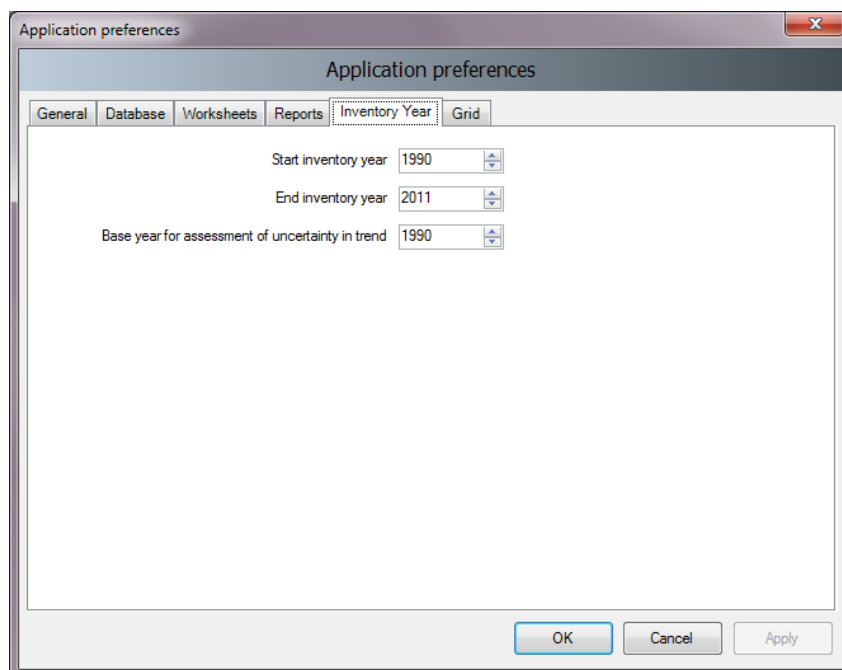 Application preferences
Application preferences
General Database Worksheets Reports Inventory Year Grid
Start inventory year 1990
End inventory year 2011
Base year for assessment of uncertainty in trend 1990
OK Cancel Apply